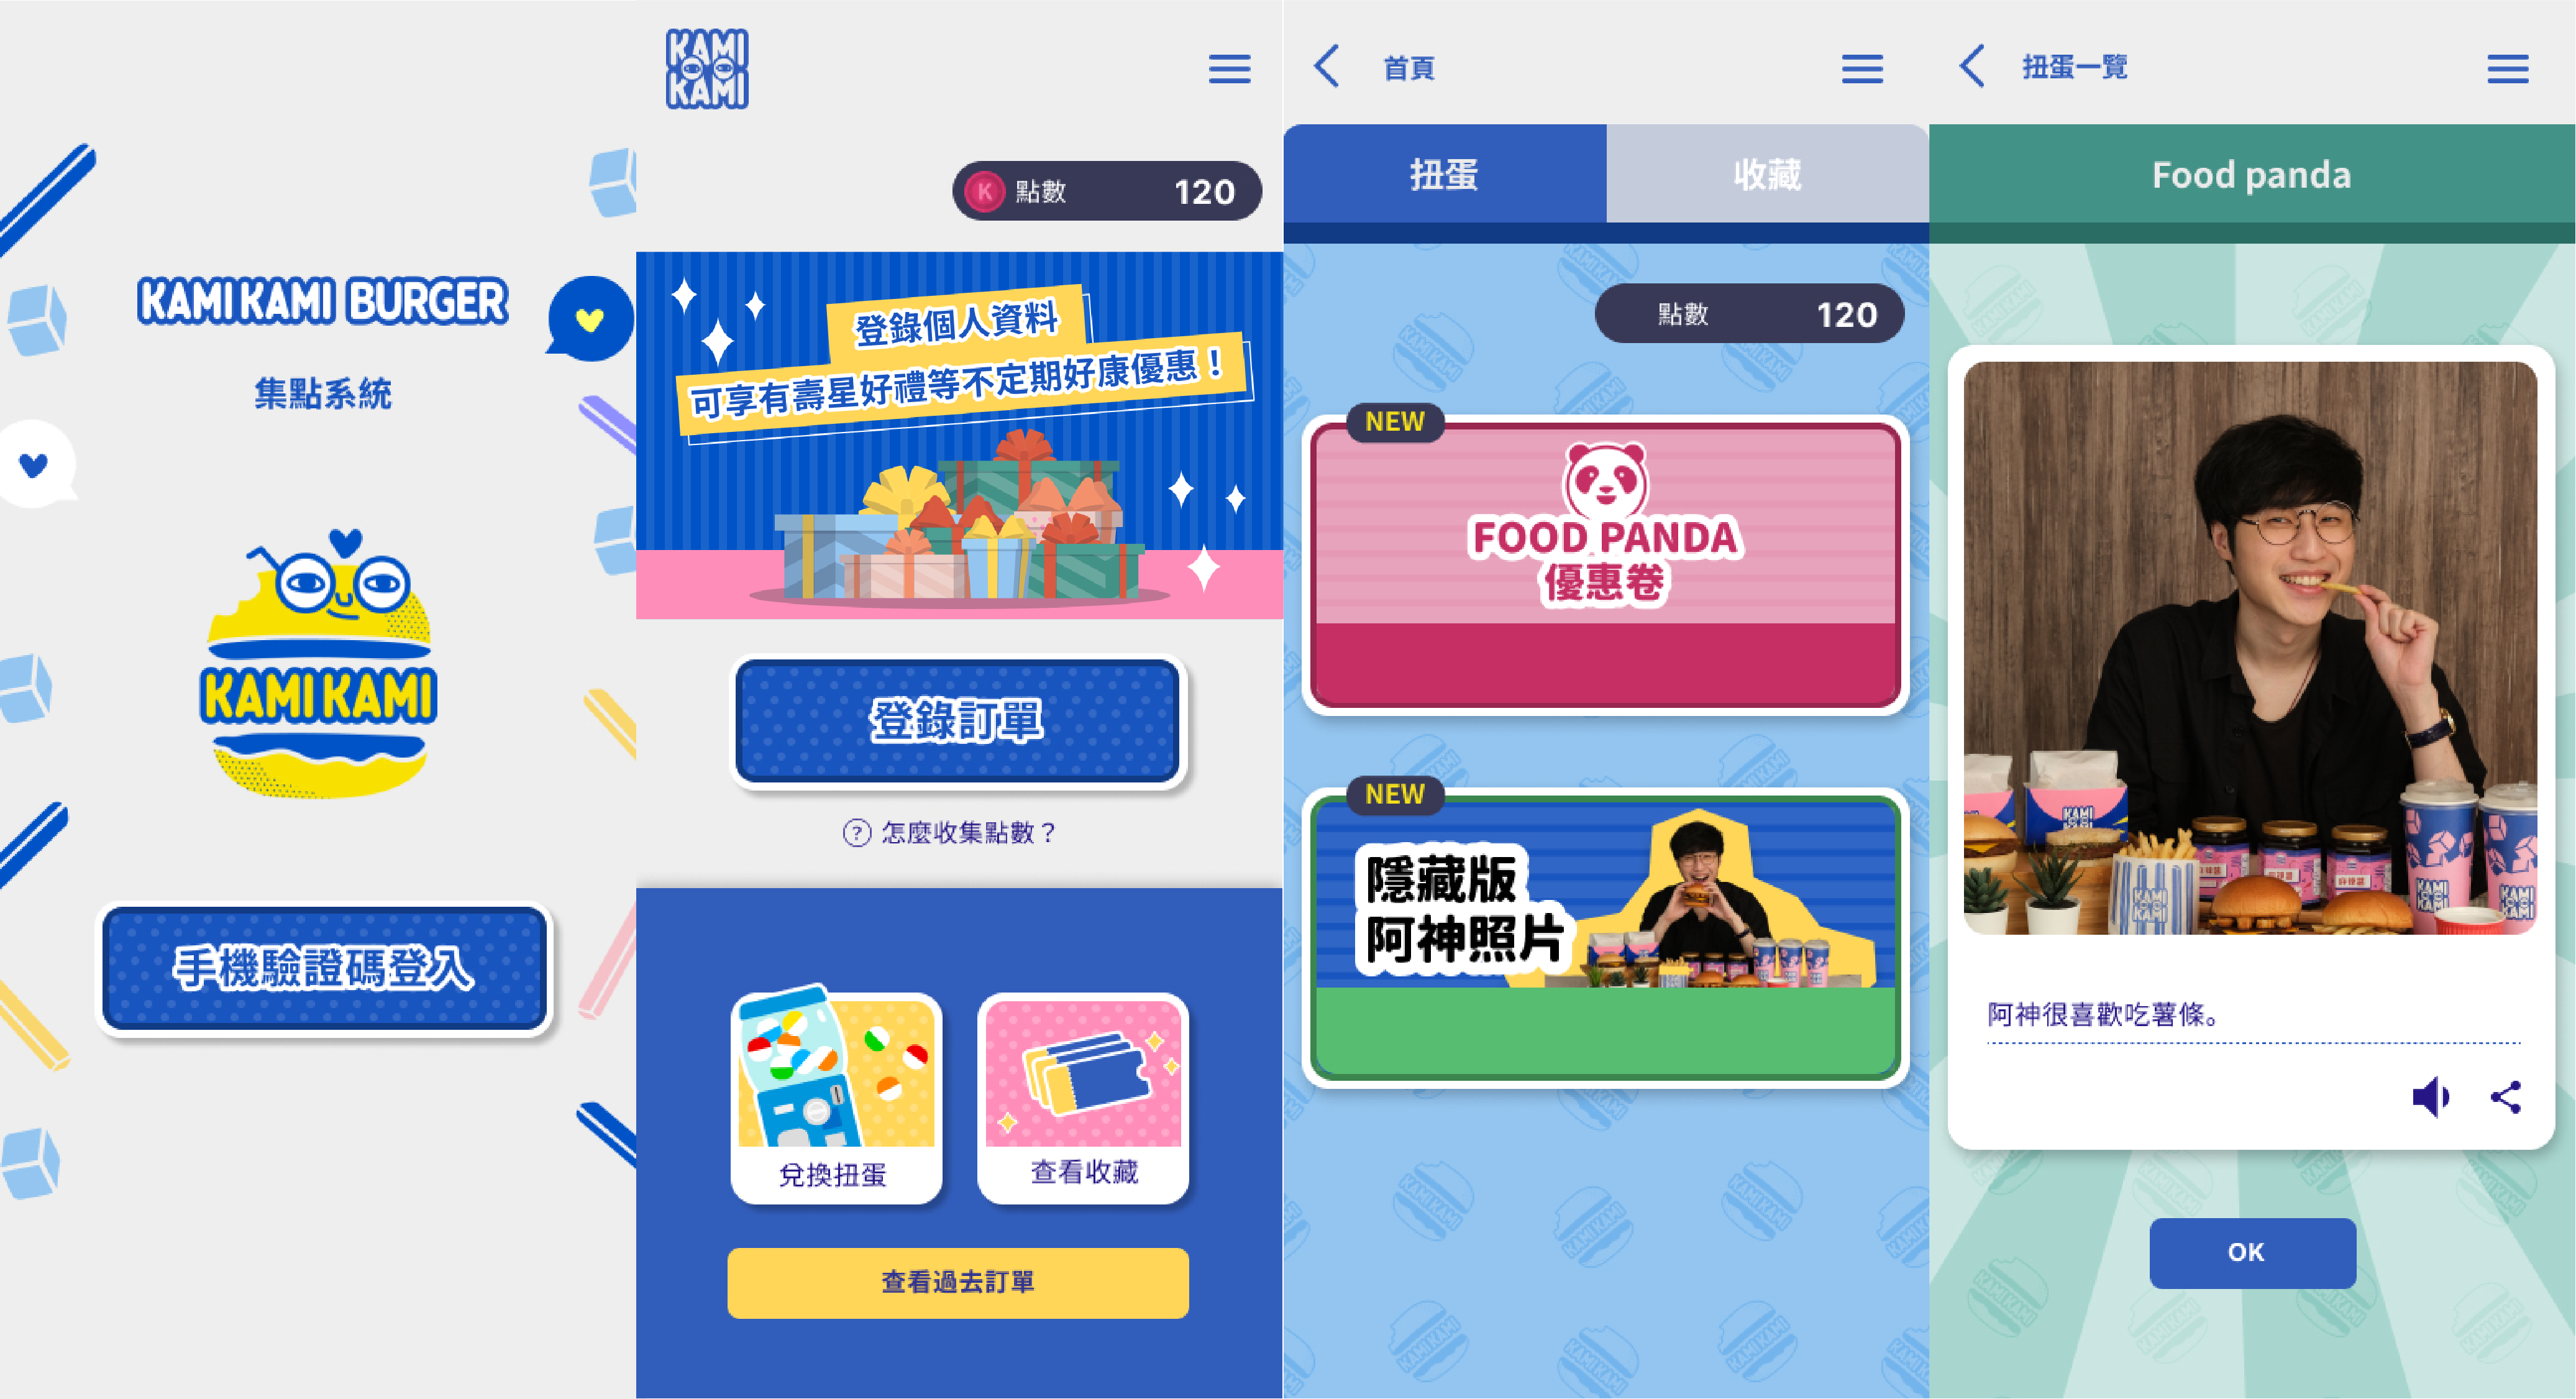 KAMIKAMI BURGER
集點系統
KAMIKAMI
手機驗證碼登入
KAMI
KAMI
K 點數 120
登錄個人資料
可享有壽星好禮等不定期好康優惠！
登錄訂單
? 怎麼收集點數？
兌換扭蛋
查看收藏
查看過去訂單
首頁
扭蛋
收藏
點數 120
NEW
FOOD PANDA
優惠卷
NEW
隱藏版
阿神照片
扭蛋一覽
Food panda
KAMI
KAMI
KAMI
KAMI
KAMI
KAMI
阿神很喜歡吃薯條。
OK